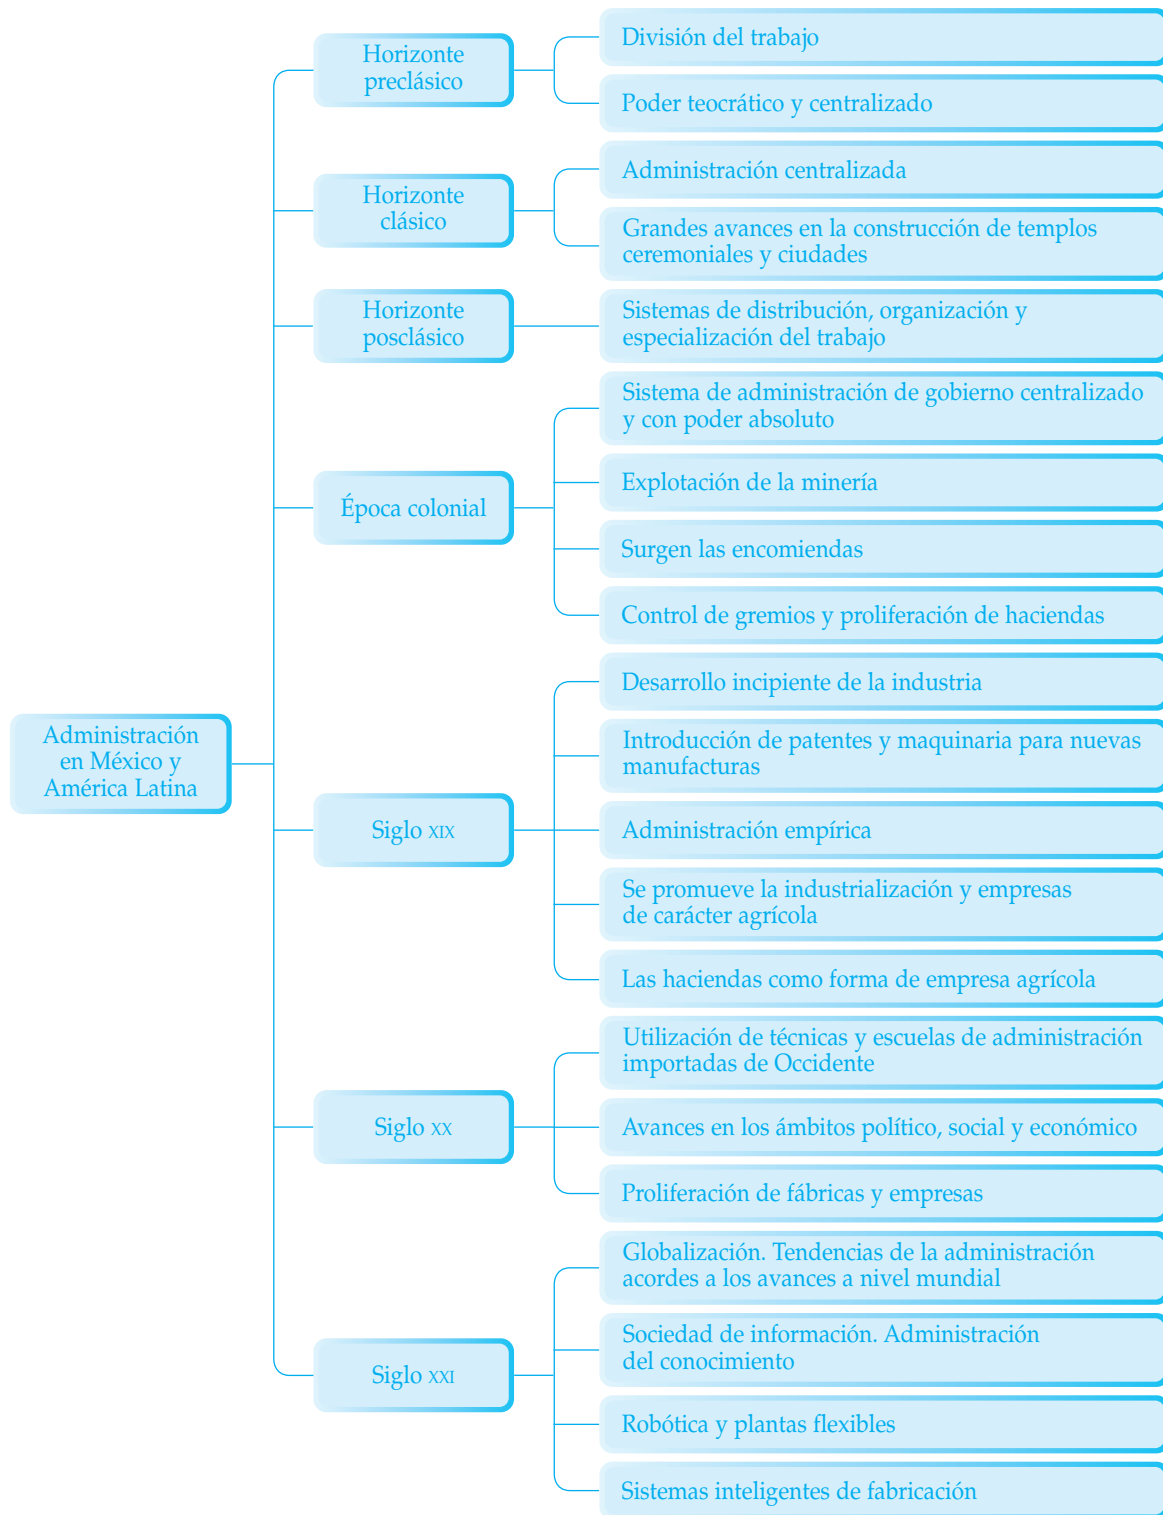 Administración
en México y
América Latina
Horizonte
preclásico
División del trabajo
Poder teocrático y centralizado
Horizonte
clásico
Administración centralizada
Grandes avances en la construcción de templos
ceremoniales y ciudades
Horizonte
posclásico
Sistemas de distribución, organización y
especialización del trabajo
Época colonial
Sistema de administración de gobierno centralizado
y con poder absoluto
Explotación de la minería
Surgen las encomiendas
Control de gremios y proliferación de haciendas
Siglo XIX
Desarrollo incipiente de la industria
Introducción de patentes y maquinaria para nuevas
manufacturas
Administración empírica
Se promueve la industrialización y empresas
de carácter agrícola
Las haciendas como forma de empresa agrícola
Siglo XX
Utilización de técnicas y escuelas de administración
importadas de Occidente
Avances en los ámbitos político, social y económico
Proliferación de fábricas y empresas
Siglo XXI
Globalización. Tendencias de la administración
acordes a los avances a nivel mundial
Sociedad de información. Administración
del conocimiento
Robótica y plantas flexibles
Sistemas inteligentes de fabricación